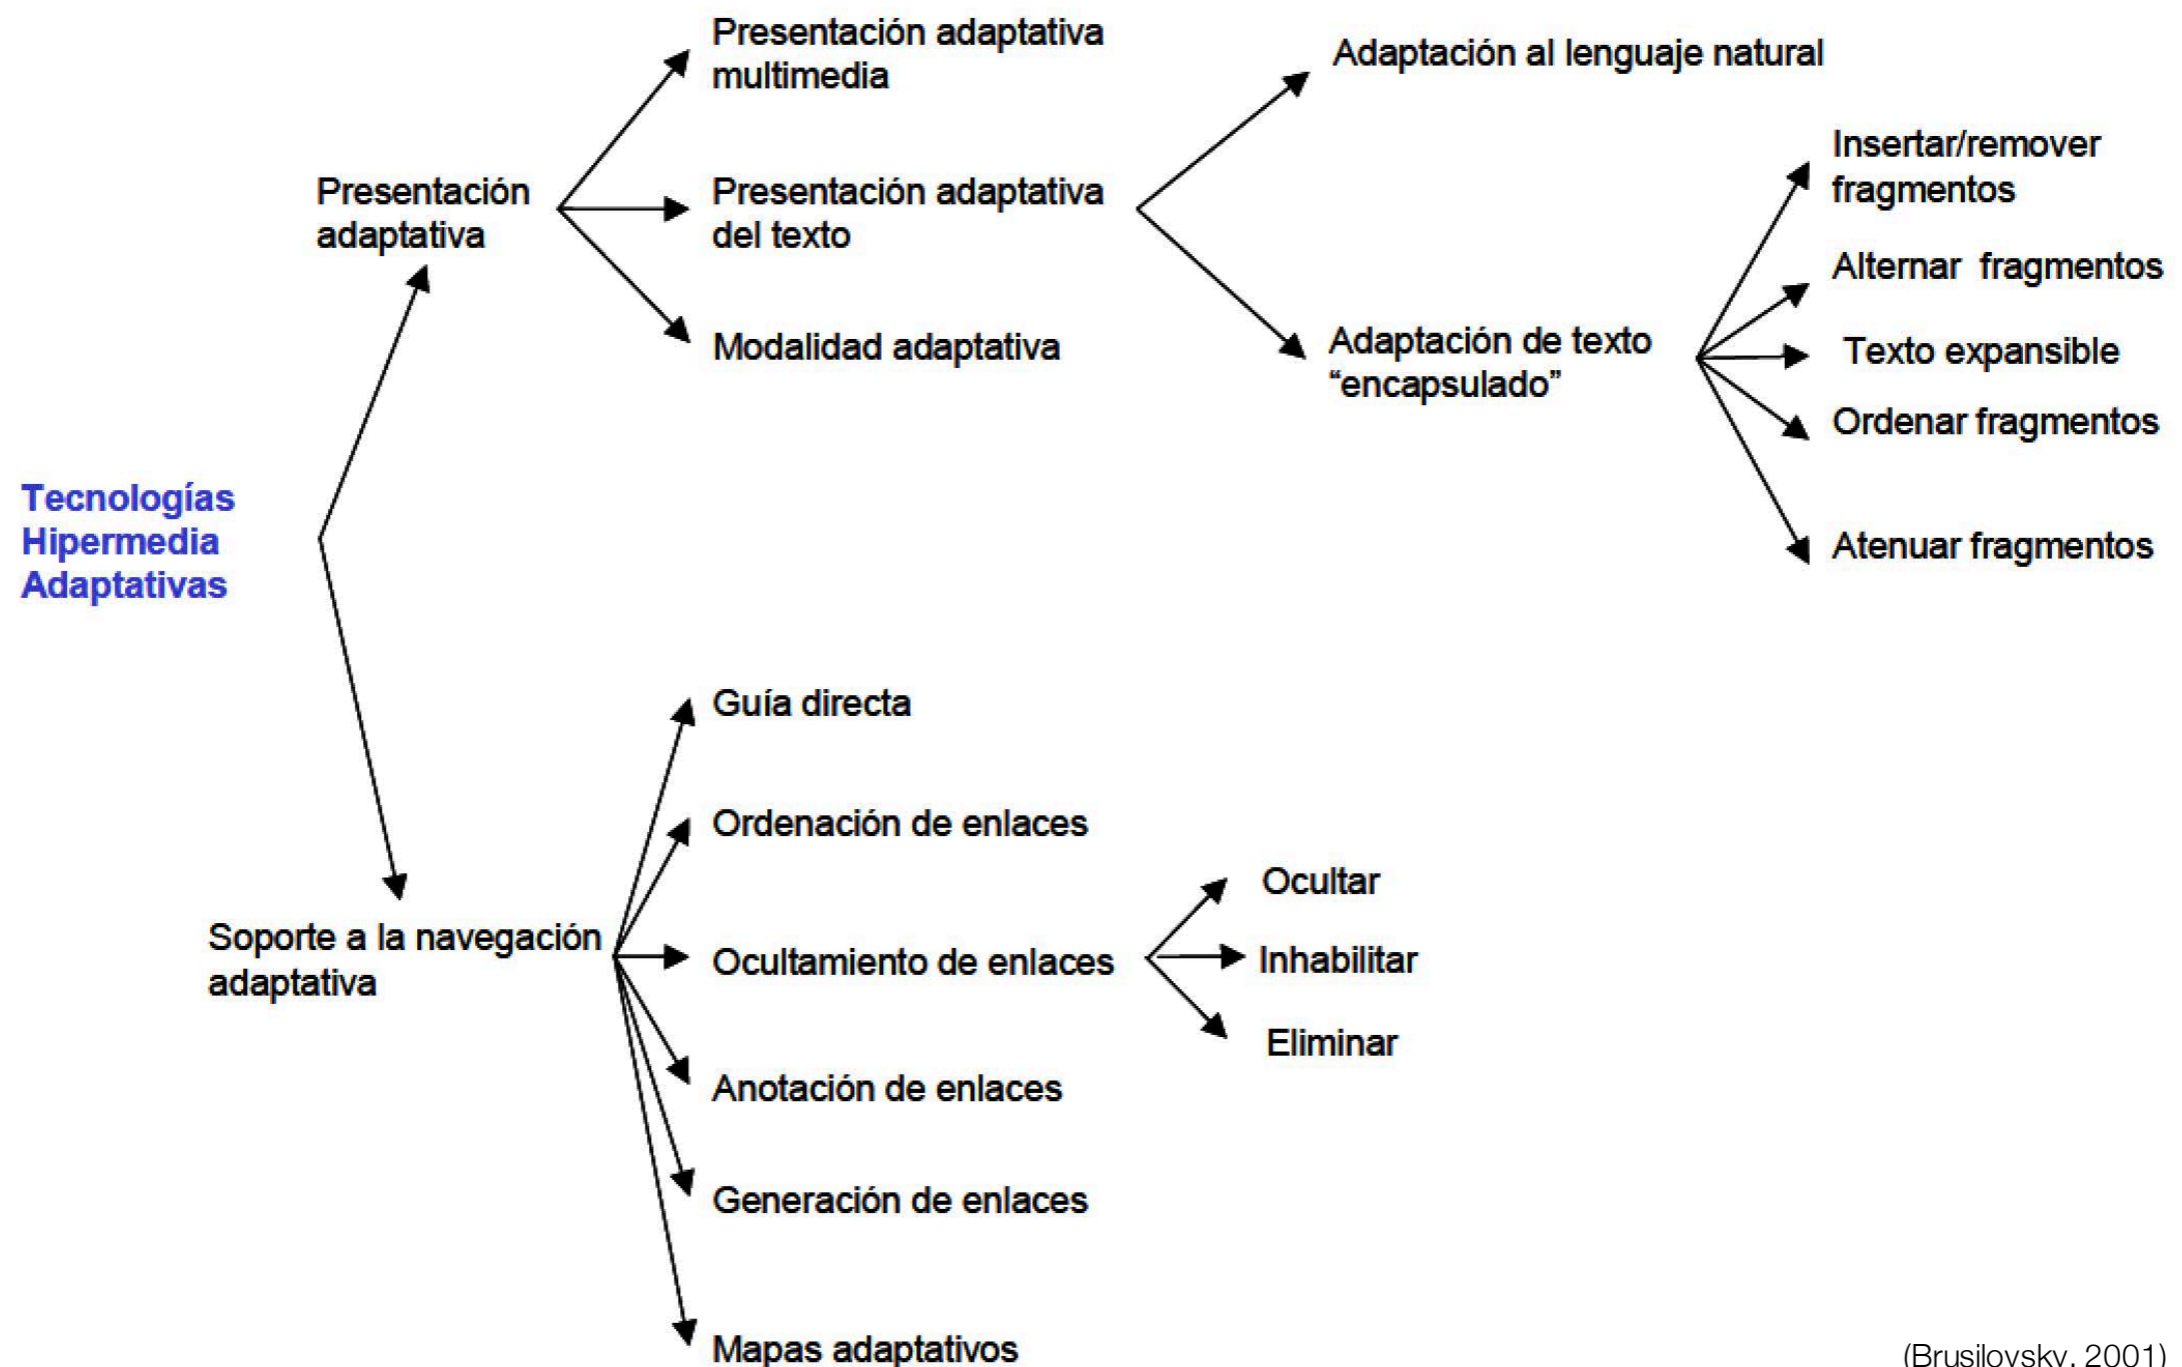 Tecnologías
Hipermedia
Adaptativas
Presentación
adaptativa
Presentación adaptativa
multimedia
Presentación adaptativa
del texto
Modalidad adaptativa
Adaptación al lenguaje natural
Adaptación de texto
“encapsulado”
Insertar/remover
fragmentos
Alternar fragmentos
Texto expansible
Ordenar fragmentos
Atenuar fragmentos
Soporte a la navegación
adaptativa
Guía directa
Ordenación de enlaces
Ocultamiento de enlaces
Ocultar
Inhabilitar
Eliminar
Anotación de enlaces
Generación de enlaces
Mapas adaptativos
(Brusilovsky, 2001)